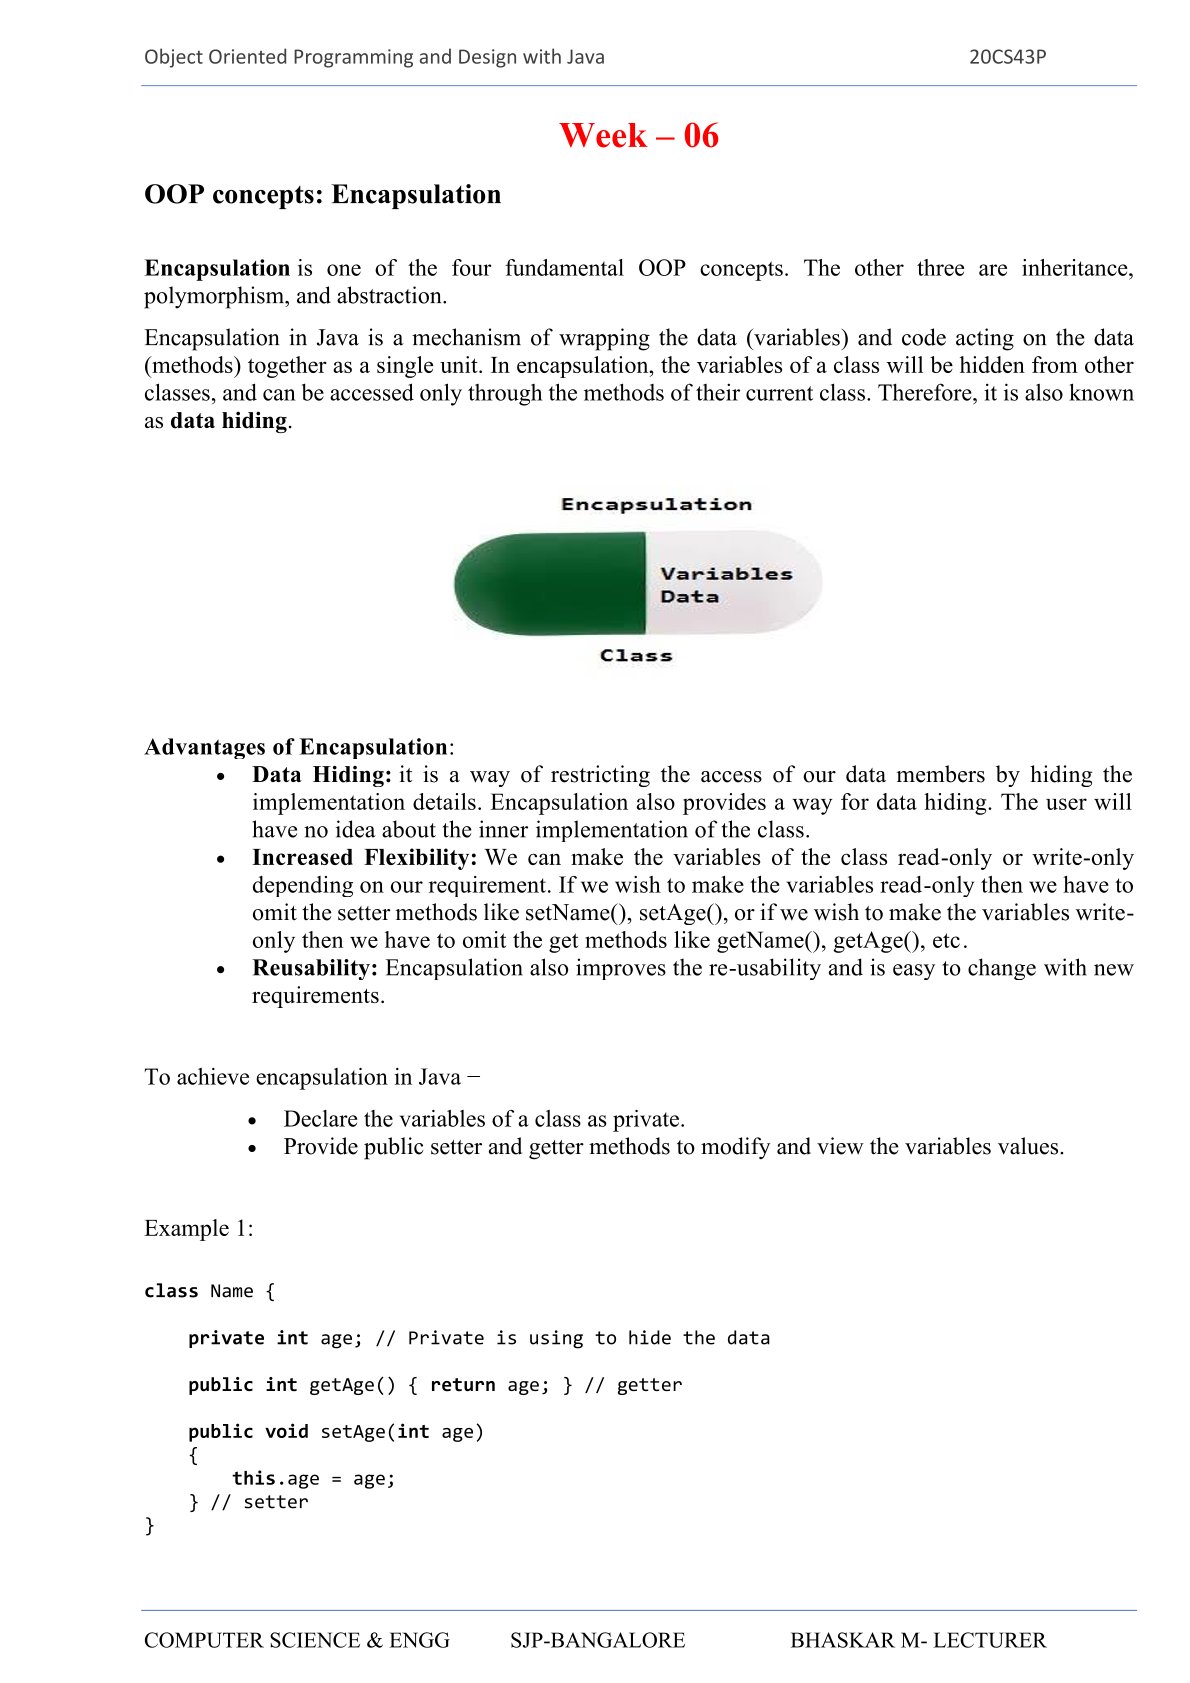 Object Oriented Programming and Design with Java 20CS43P
Week – 06
OOP concepts: Encapsulation
Encapsulation is one of the four fundamental OOP concepts. The other three are inheritance,
polymorphism, and abstraction.
Encapsulation in Java is a mechanism of wrapping the data (variables) and code acting on the data
(methods) together as a single unit. In encapsulation, the variables of a class will be hidden from other
classes, and can be accessed only through the methods of their current class. Therefore, it is also known
as data hiding.
Encapsulation
Variables
Data
Class
Advantages of Encapsulation:
• Data Hiding: it is a way of restricting the access of our data members by hiding the
implementation details. Encapsulation also provides a way for data hiding. The user will
have no idea about the inner implementation of the class.
• Increased Flexibility: We can make the variables of the class read-only or write-only
depending on our requirement. If we wish to make the variables read-only then we have to
omit the setter methods like setName(), setAge(), or if we wish to make the variables write-
only then we have to omit the get methods like getName(), getAge(), etc.
• Reusability: Encapsulation also improves the re-usability and is easy to change with new
requirements.
To achieve encapsulation in Java −
• Declare the variables of a class as private.
• Provide public setter and getter methods to modify and view the variables values.
Example 1:
class Name {
private int age; // Private is using to hide the data
public int getAge() { return age; } // getter
public void setAge(int age)
{
this.age = age;
} // setter
}
COMPUTER SCIENCE & ENGG SJP-BANGALORE BHASKAR M- LECTURER